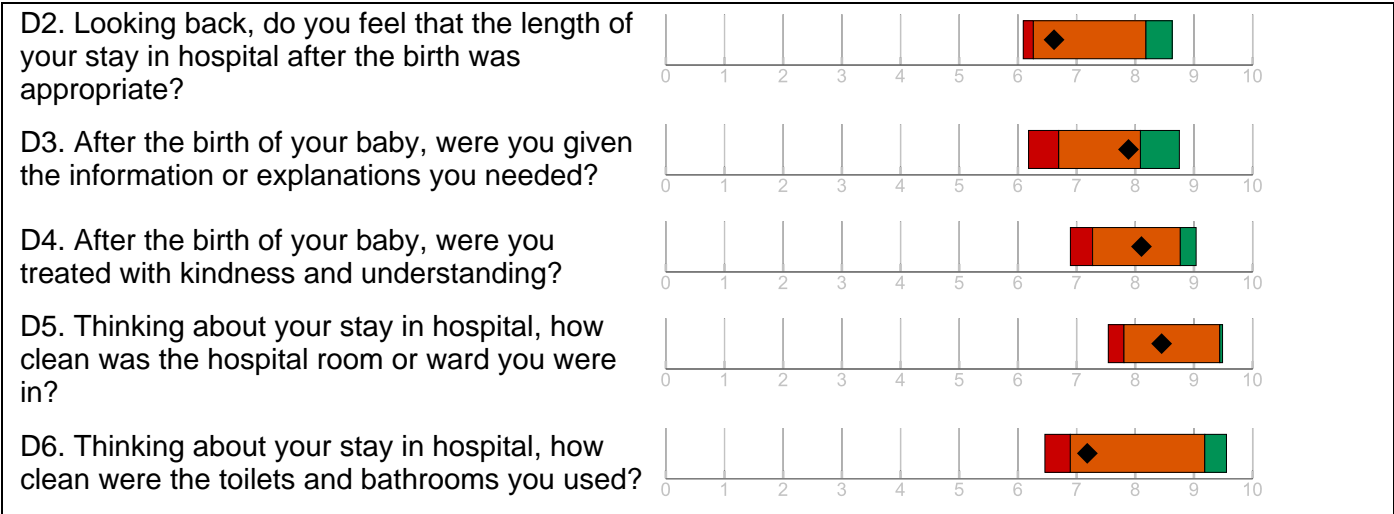 D2. Looking back, do you feel that the length of
your stay in hospital after the birth was
appropriate?
0 1 2 3 4 5 6 7 8 9 10
D3. After the birth of your baby, were you given
the information or explanations you needed?
0 1 2 3 4 5 6 7 8 9 10
D4. After the birth of your baby, were you
treated with kindness and understanding?
0 1 2 3 4 5 6 7 8 9 10
D5. Thinking about your stay in hospital, how
clean was the hospital room or ward you were
in?
0 1 2 3 4 5 6 7 8 9 10
D6. Thinking about your stay in hospital, how
clean were the toilets and bathrooms you used?
0 1 2 3 4 5 6 7 8 9 10